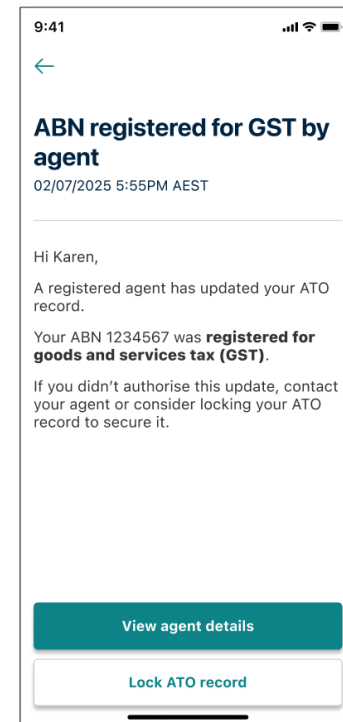 9:41
ABN registered for GST by
agent
02/07/2025 5:55PM AEST
Hi Karen,
A registered agent has updated your ATO
record.
Your ABN 1234567 was registered for
goods and services tax (GST).
If you didn’t authorise this update, contact
your agent or consider locking your ATO
record to secure it.
View agent details
Lock ATO record